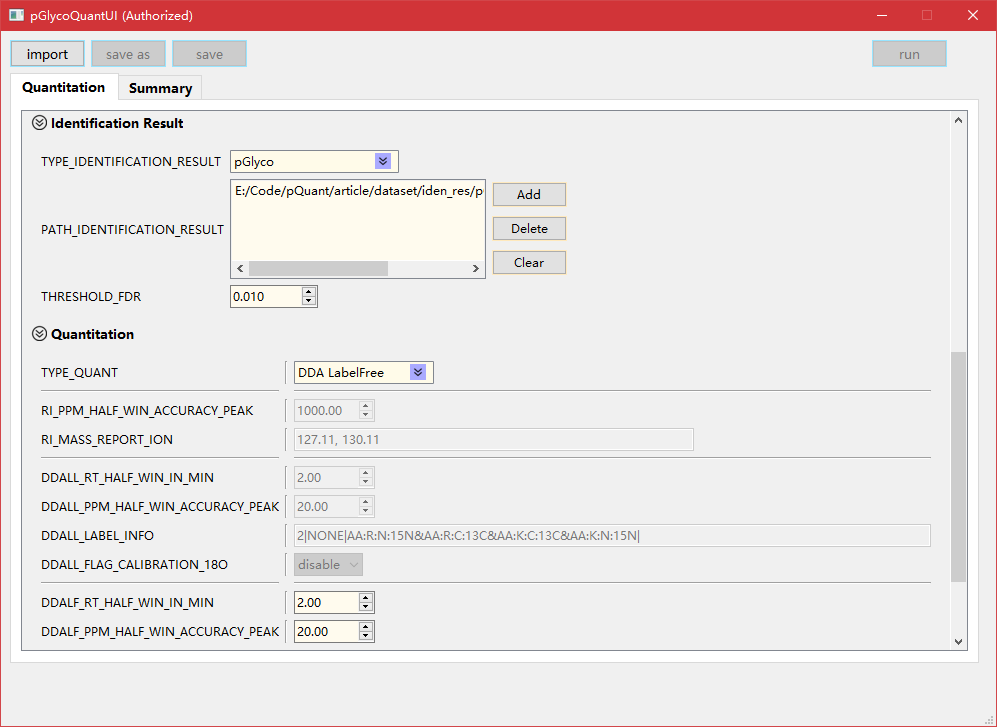 pGlycoQuantUI (Authorized)
import save as save run
Quantitation Summary
Identification Result
TYPE_IDENTIFICATION_RESULT pGlyco
E:/Code/pQuant/article/dataset/iden_res/p
Add
PATH_IDENTIFICATION_RESULT Delete
Clear
THRESHOLD_FDR 0.010
Quantitation
TYPE_QUANT DDA LabelFree
RI_PPM_HALF_WIN_ACCURACY_PEAK 1000.00
RI_MASS_REPORT_ION 127.11, 130.11
DDALL_RT_HALF_WIN_IN_MIN 2.00
DDALL_PPM_HALF_WIN_ACCURACY_PEAK 20.00
DDALL_LABEL_INFO 2|NONE|AA:R:N:15N&AA:R:C:13C&AA:K:C:13C&AA:K:N:15N|
DDALL_FLAG_CALIBRATION_18O disable
DDALF_RT_HALF_WIN_IN_MIN 2.00
DDALF_PPM_HALF_WIN_ACCURACY_PEAK 20.00